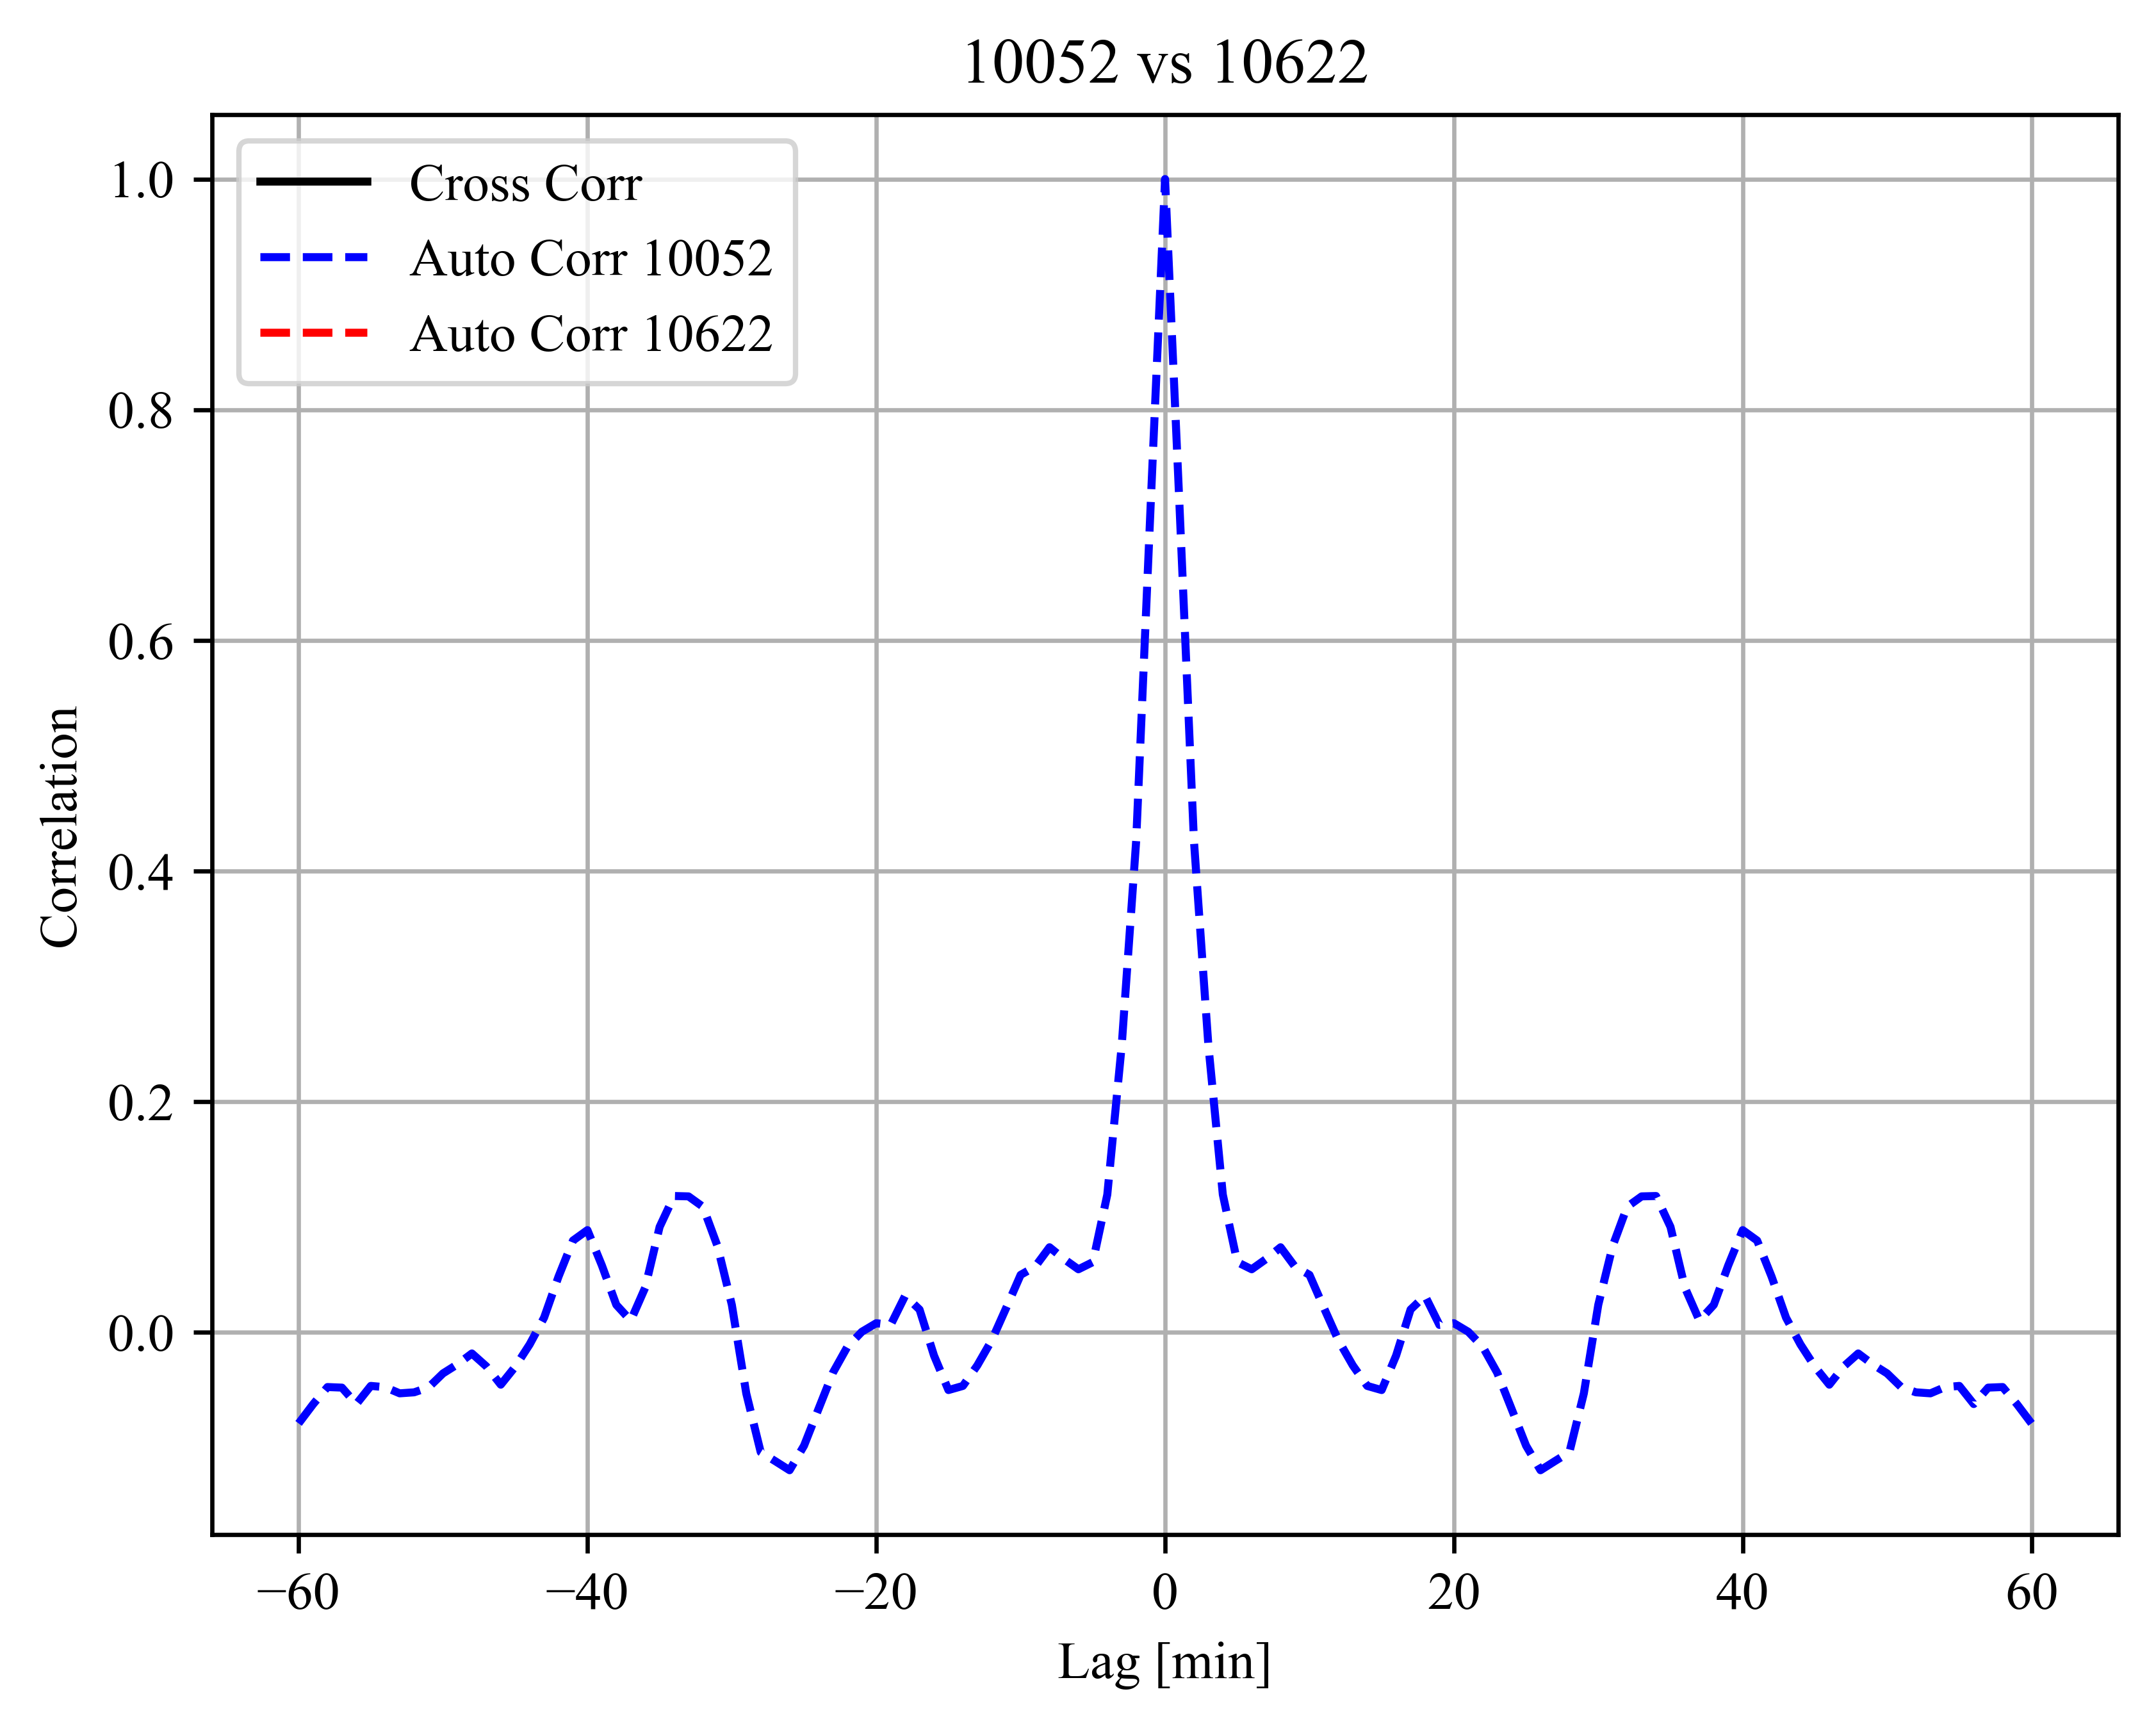 10052 vs 10622
Cross Corr
Auto Corr 10052
Auto Corr 10622
1.0
0.8
0.6
0.4
0.2
0.0
Correlation
−60 −40 −20 0 20 40 60
Lag [min]